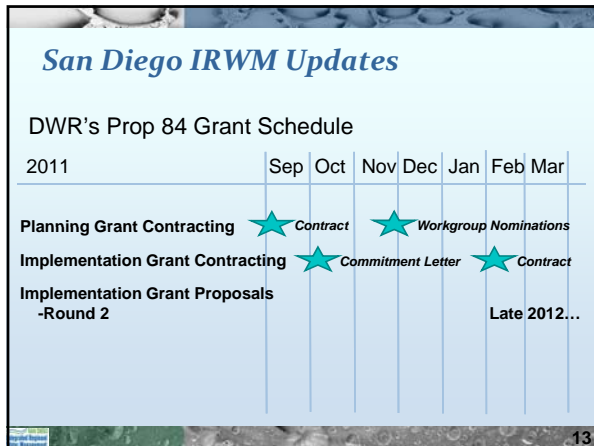 San Diego IRWM Updates
DWR's Prop 84 Grant Schedule
2011 Sep Oct Nov Dec Jan Feb Mar
Planning Grant Contracting Contract Workgroup Nominations
Implementation Grant Contracting Commitment Letter Contract
Implementation Grant Proposals
-Round 2 Late 2012…
13